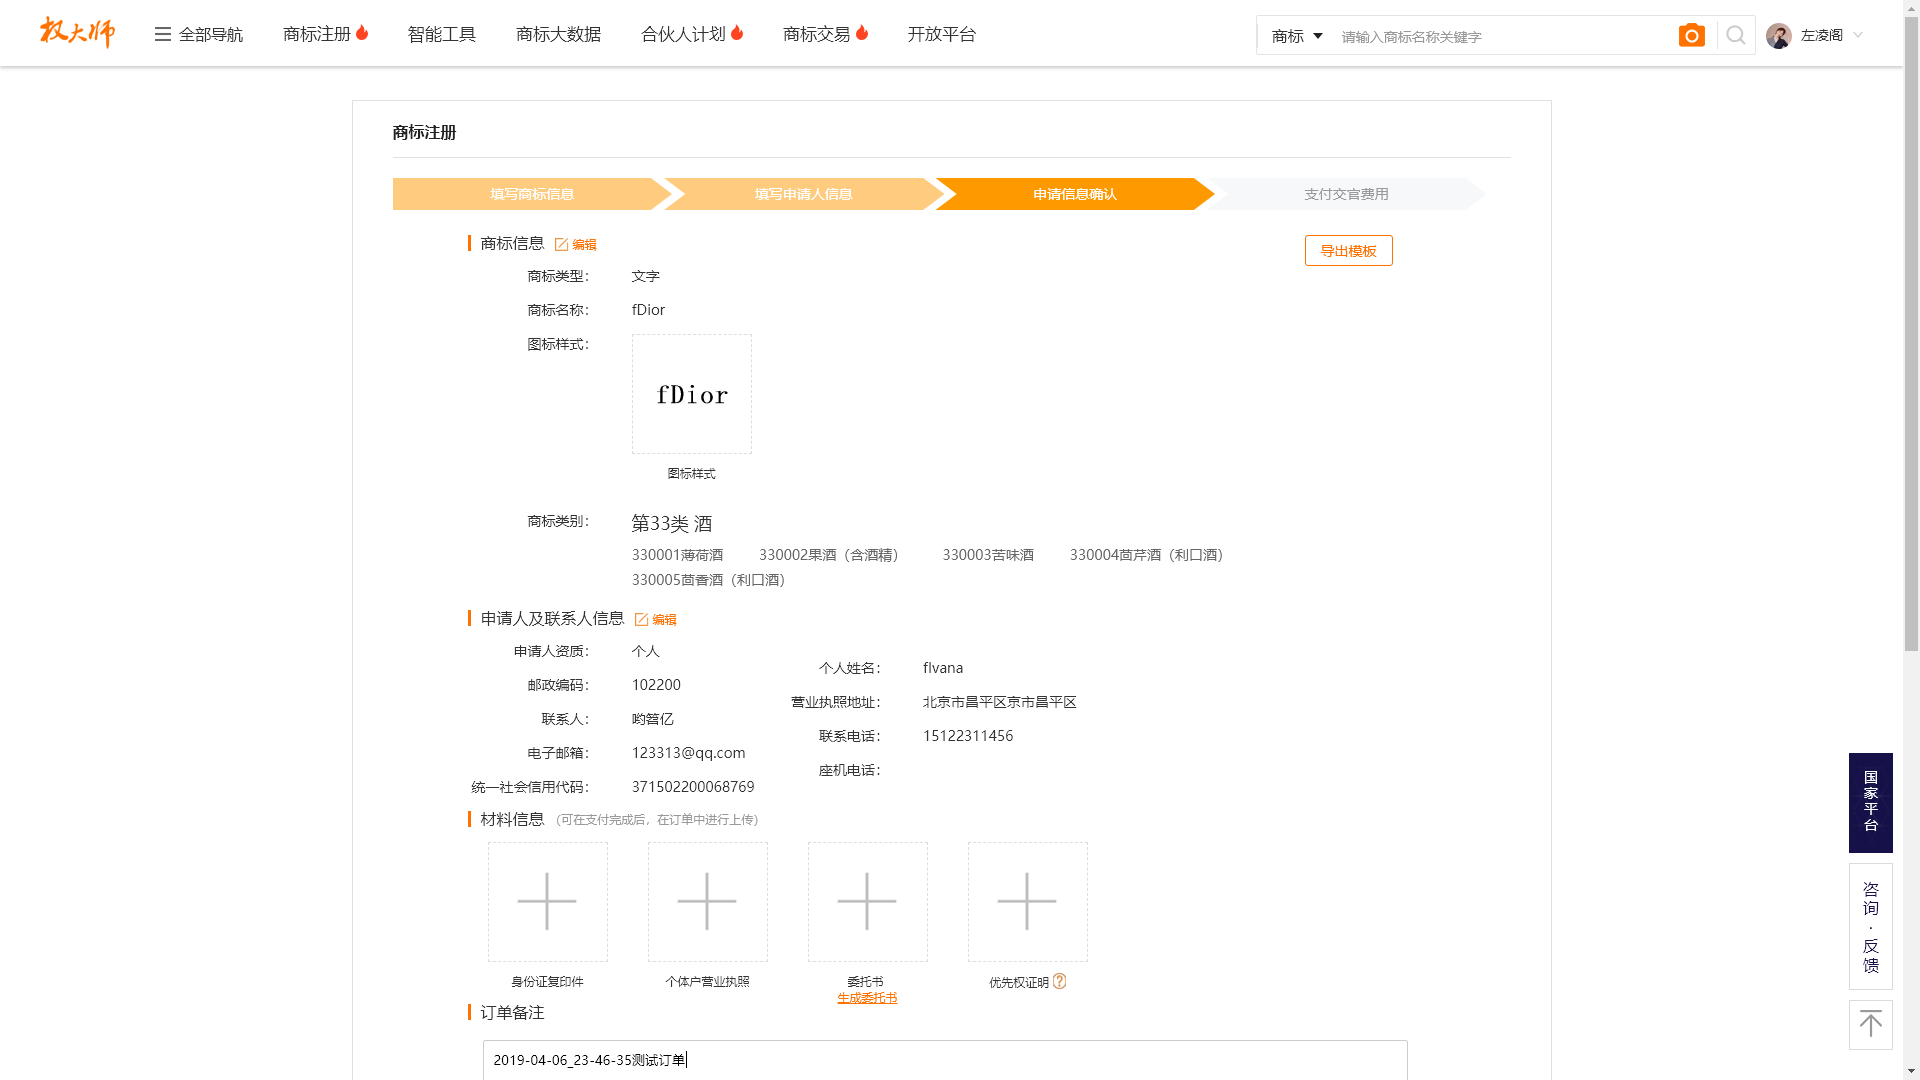 权大师
全部导航
商标注册
智能工具
商标大数据
合伙人计划
商标交易
开放平台
商标
请输入商标名称关键字
左凌阁
商标注册
填写商标信息
填写申请人信息
申请信息确认
支付交官费用
商标信息 编辑
导出模板
商标类型： 文字
商标名称： fDior
图标样式：
fDior
图标样式
商标类别： 第33类 酒
330001薄荷酒 330002果酒（含酒精） 330003苦味酒 330004茴芹酒（利口酒）
330005茴香酒（利口酒）
申请人及联系人信息 编辑
申请人资质： 个人
个人姓名： fIvana
邮政编码： 102200
营业执照地址： 北京市昌平区京市昌平区
联系人： 哟筲亿
联系电话： 15122311456
电子邮箱： 123313@qq.com
座机电话：
统一社会信用代码： 371502200068769
材料信息 （可在支付完成后，在订单中进行上传）
身份证复印件
个体户营业执照
委托书
生成委托书
优先权证明
订单备注
2019-04-06_23-46-35测试订单
国家平台
咨询·反馈